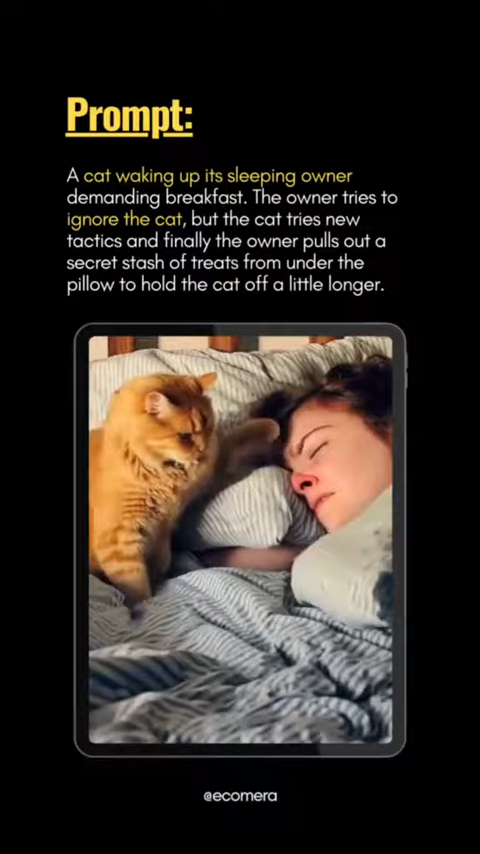 Prompt:
A cat waking up its sleeping owner
demanding breakfast. The owner tries to
ignore the cat, but the cat tries new
tactics and finally the owner pulls out a
secret stash of treats from under the
pillow to hold the cat off a little longer.
@ecomera